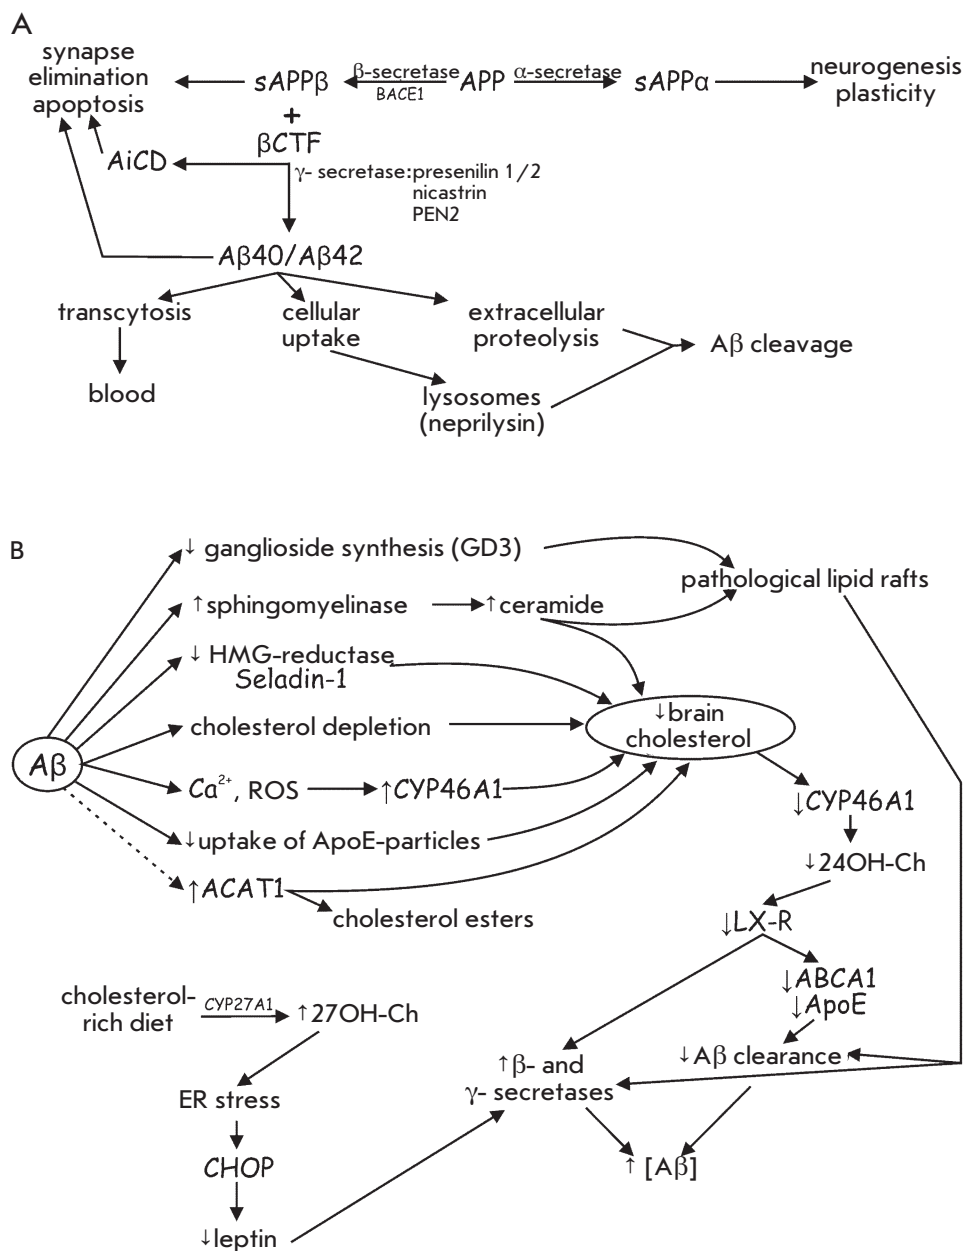 A
synapse
elimination
apoptosis
sAPPβ
β-secretase
BACE1
APP
α-secretase
sAPPα
neurogenesis
plasticity
+
βCTF
AiCD
γ- secretase:presenilin 1/2
nicastrin
PEN2
Aβ40/Aβ42
transcytosis
cellular
uptake
extracellular
proteolysis
Aβ cleavage
blood
lysosomes
(neprilysin)
B
↓ ganglioside synthesis (GD3)
pathological lipid rafts
↑sphingomyelinase
↑ceramide
↓ HMG-reductase
Seladin-1
↓brain
cholesterol
cholesterol depletion
Aβ
Ca²⁺, ROS
↑CYP46A1
↓CYP46A1
↓uptake of ApoE-particles
↓24OH-Ch
↑ACAT1
cholesterol esters
↓LX-R
↓ABCA1
↓ApoE
cholesterol-
rich diet
CYP27A1
↑27OH-Ch
↓Aβ clearance
↑β- and
γ- secretases
ER stress
CHOP
↑ [Aβ]
↓leptin